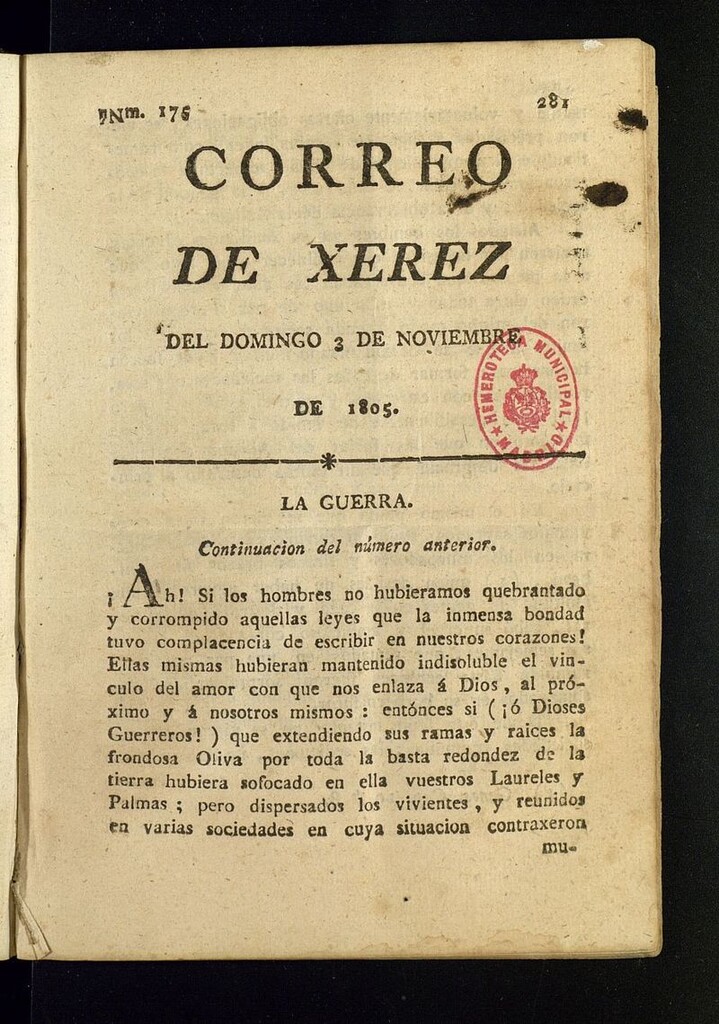 Nm. 175
281
CORREO
DE XEREZ
DEL DOMINGO 3 DE NOVIEMBRE
DE 1805.
HEMEROTECA MUNICIPAL
MADRID
LA GUERRA.
Continuacion del número anterior.
¡Ah! Si los hombres no hubieramos quebrantado
y corrompido aquellas leyes que la inmensa bondad
tuvo complacencia de escribir en nuestros corazones!
Ellas mismas hubieran mantenido indisoluble el vin-
culo del amor con que nos enlaza á Dios, al pró-
ximo y á nosotros mismos: entónces si (¡ó Dioses
Guerreros!) que extendiendo sus ramas y raices la
frondosa Oliva por toda la basta redondez de la
tierra hubiera sofocado en ella vuestros Laureles y
Palmas; pero dispersados los vivientes, y reunidos
en varias sociedades en cuya situacion contraxeron
mu-